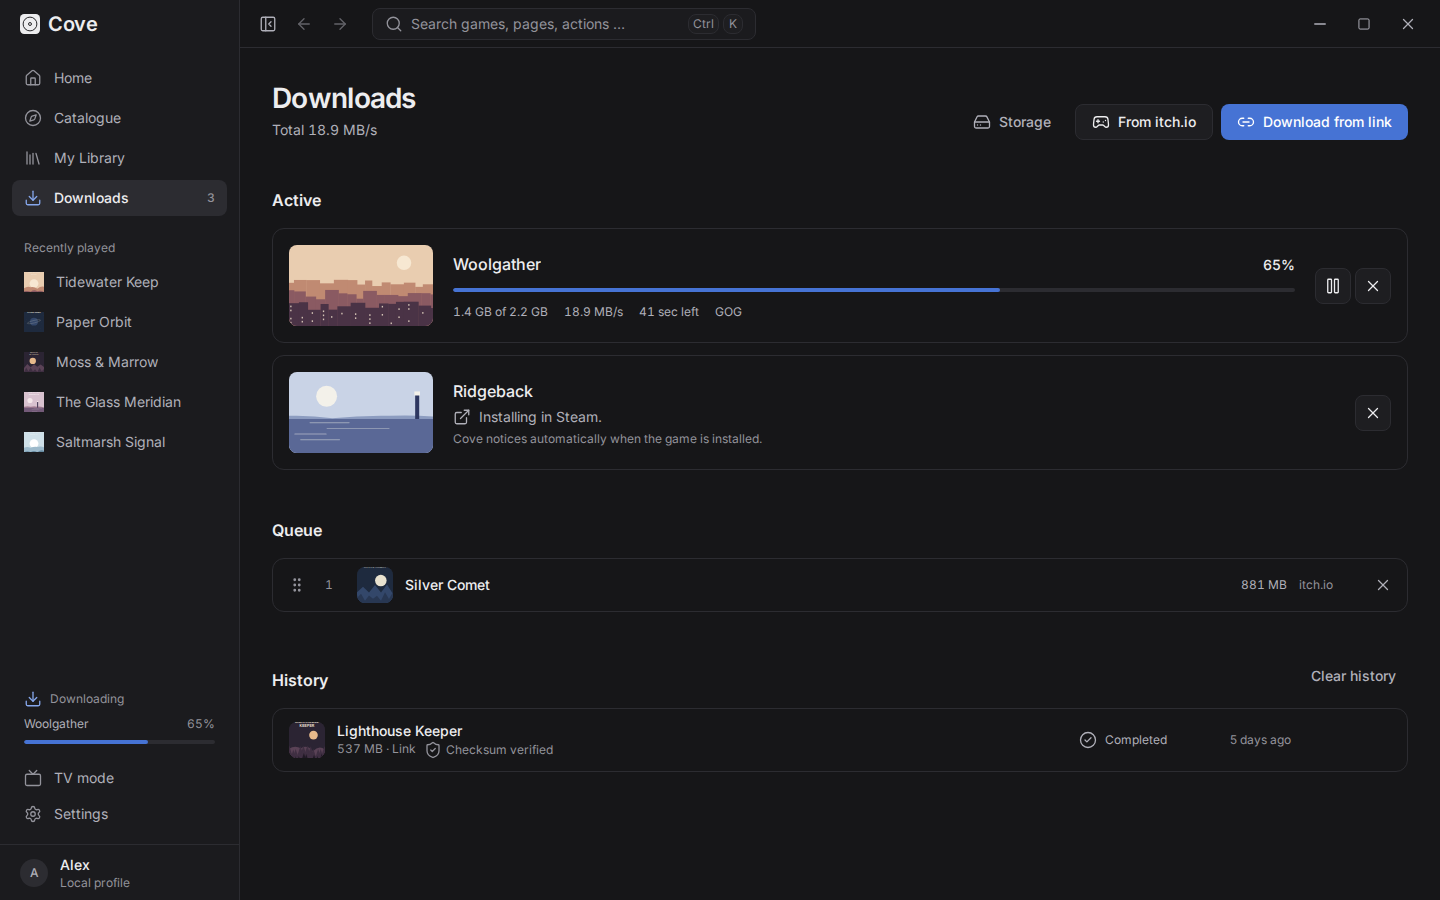 Cove
Search games, pages, actions ...
Ctrl
K
Home
Catalogue
My Library
Downloads
3
Recently played
Tidewater Keep
Paper Orbit
Moss & Marrow
The Glass Meridian
Saltmarsh Signal
Downloading
Woolgather
65%
TV mode
Settings
A
Alex
Local profile
Downloads
Total 18.9 MB/s
Storage
From itch.io
Download from link
Active
Woolgather
65%
1.4 GB of 2.2 GB
18.9 MB/s
41 sec left
GOG
Ridgeback
Installing in Steam.
Cove notices automatically when the game is installed.
Queue
1
Silver Comet
881 MB
itch.io
History
Clear history
KEEPER
Lighthouse Keeper
537 MB · Link
Checksum verified
Completed
5 days ago